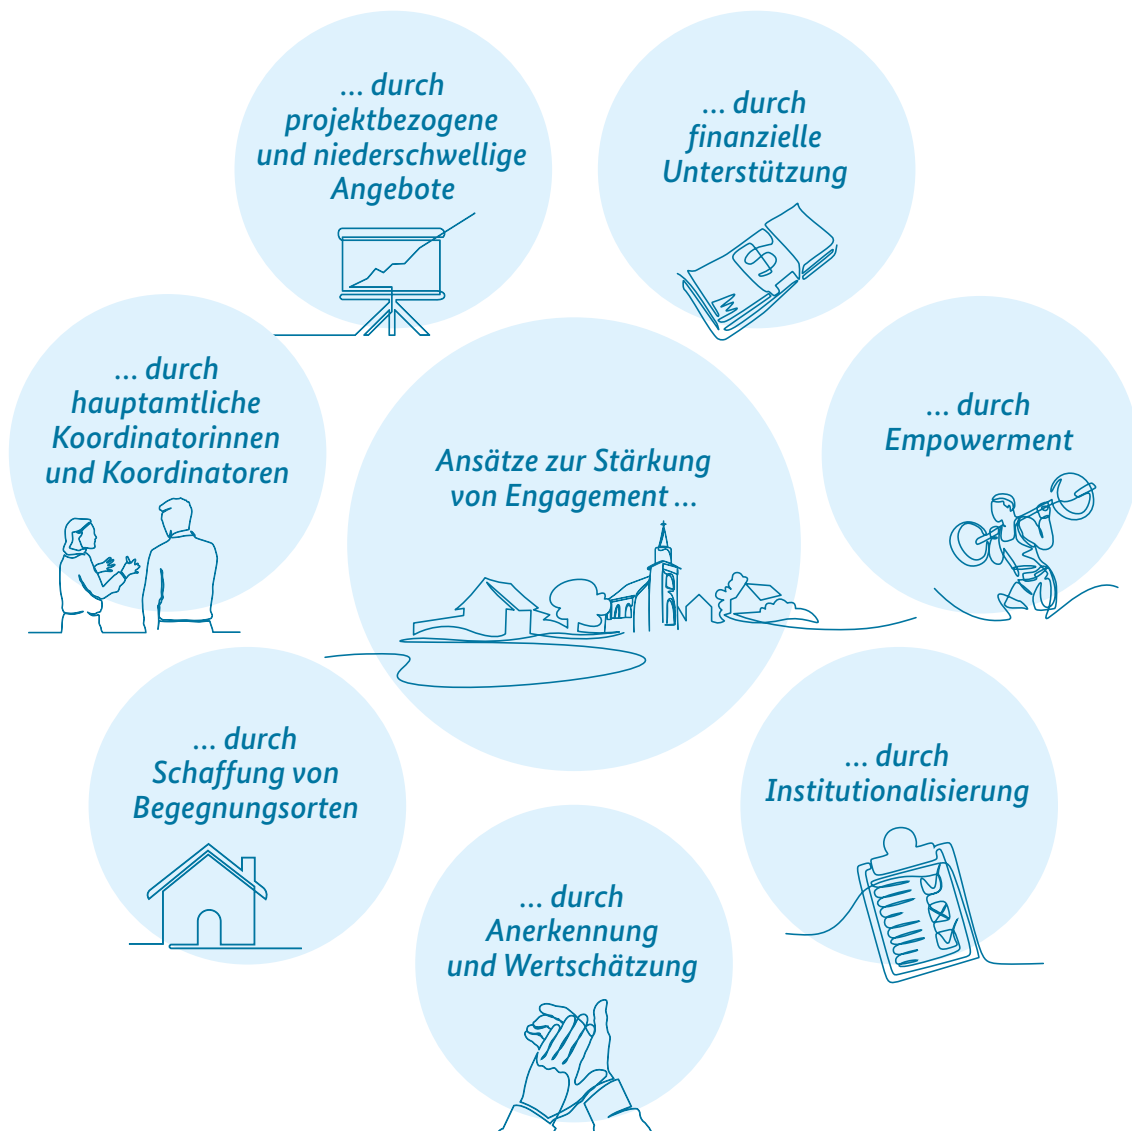 ... durch
projektbezogene
und niederschwellige
Angebote
... durch
finanzielle
Unterstützung
... durch
hauptamtliche
Koordinatorinnen
und Koordinatoren
... durch
Empowerment
Ansätze zur Stärkung
von Engagement ...
... durch
Schaffung von
Begegnungsorten
... durch
Institutionalisierung
... durch
Anerkennung
und Wertschätzung